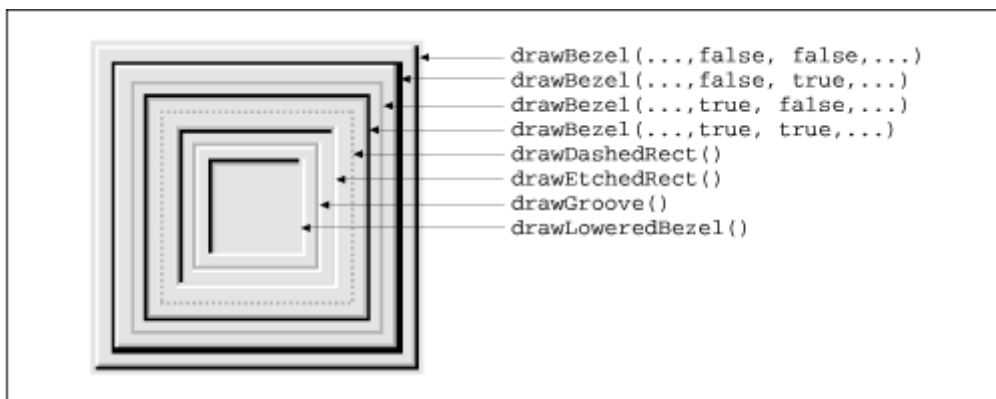 drawBezel(...,false, false,...)
drawBezel(...,false, true,...)
drawBezel(...,true, false,...)
drawBezel(...,true, true,...)
drawDashedRect()
drawEtchedRect()
drawGroove()
drawLoweredBezel()